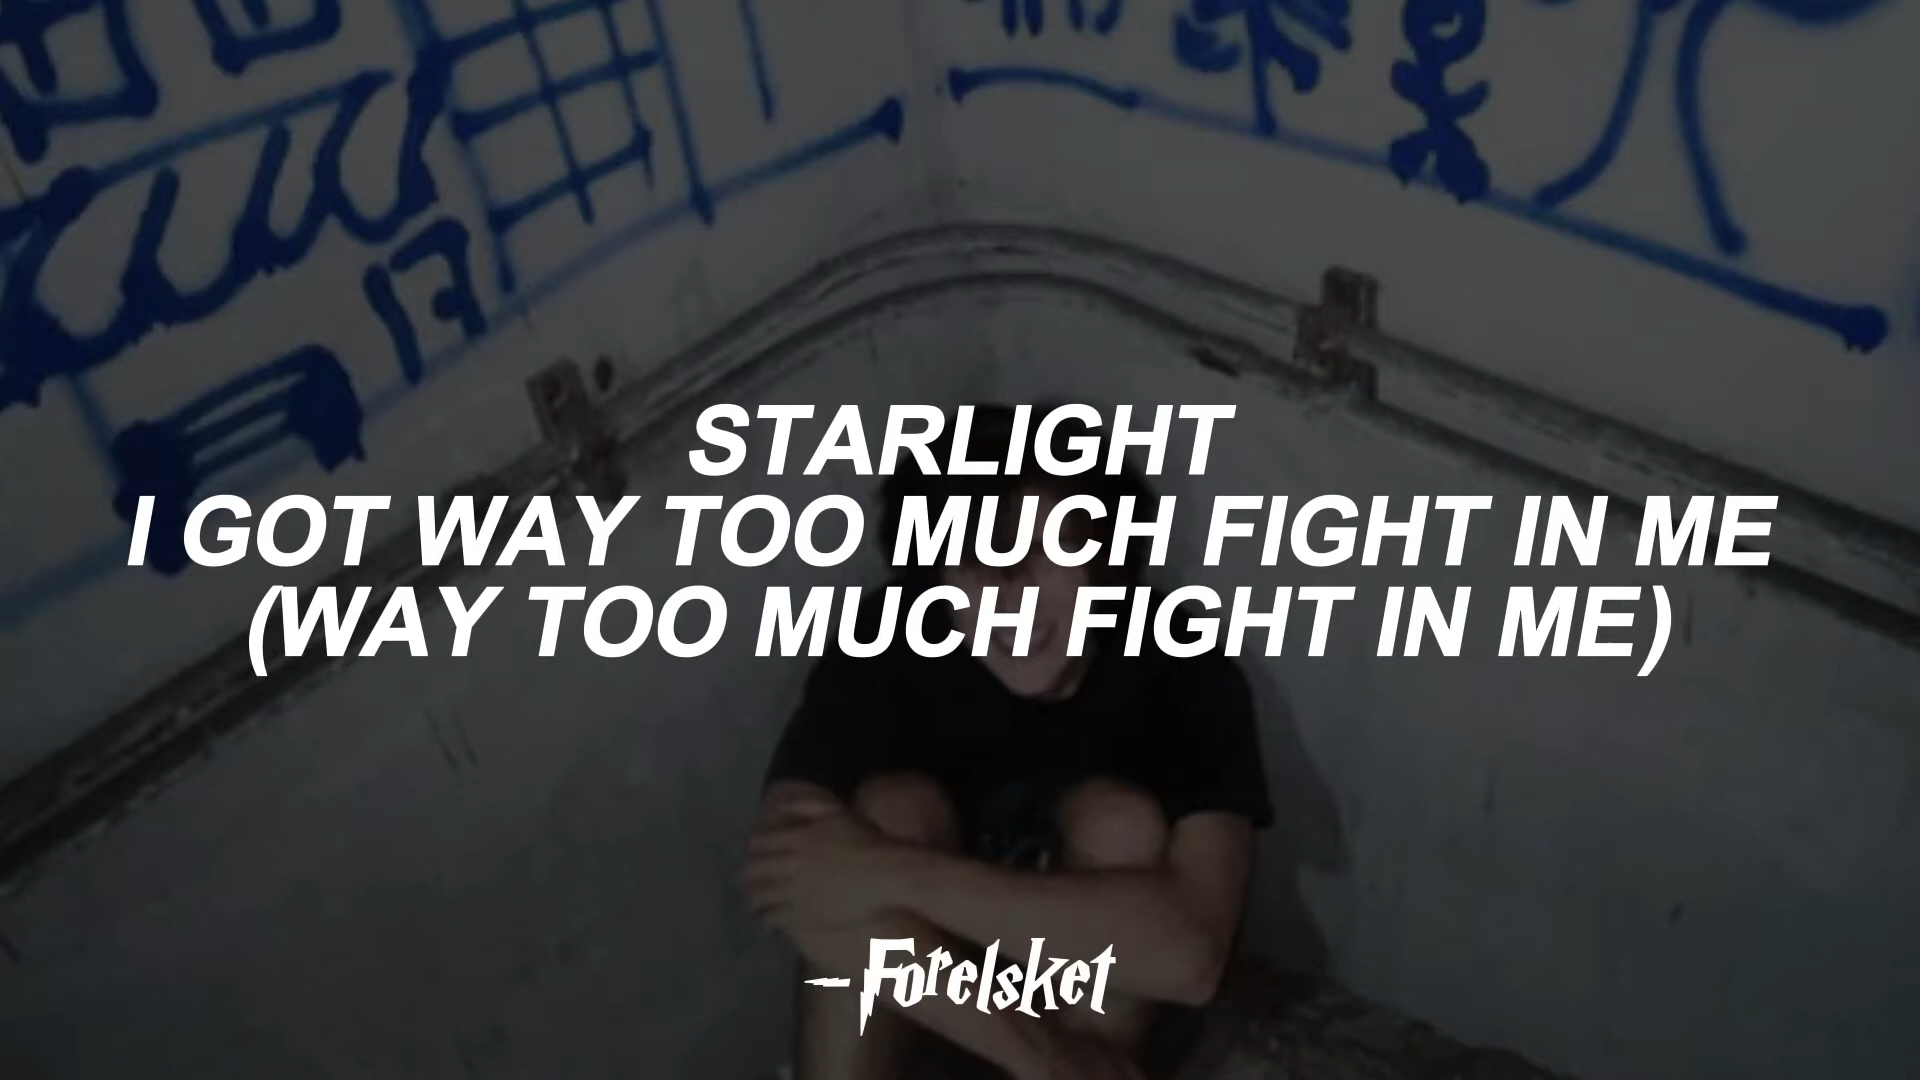 STARLIGHT
I GOT WAY TOO MUCH FIGHT IN ME
(WAY TOO MUCH FIGHT IN ME)
—Forelsket